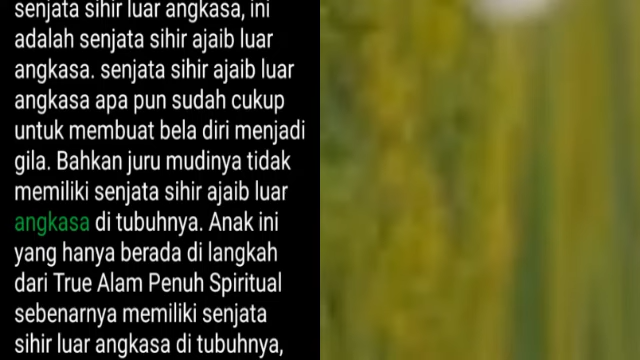 senjata sihir luar angkasa, ini
adalah senjata sihir ajaib luar
angkasa. senjata sihir ajaib luar
angkasa apa pun sudah cukup
untuk membuat bela diri menjadi
gila. Bahkan juru mudinya tidak
memiliki senjata sihir ajaib luar
angkasa di tubuhnya. Anak ini
yang hanya berada di langkah
dari True Alam Penuh Spiritual
sebenarnya memiliki senjata
sihir luar angkasa di tubuhnya,